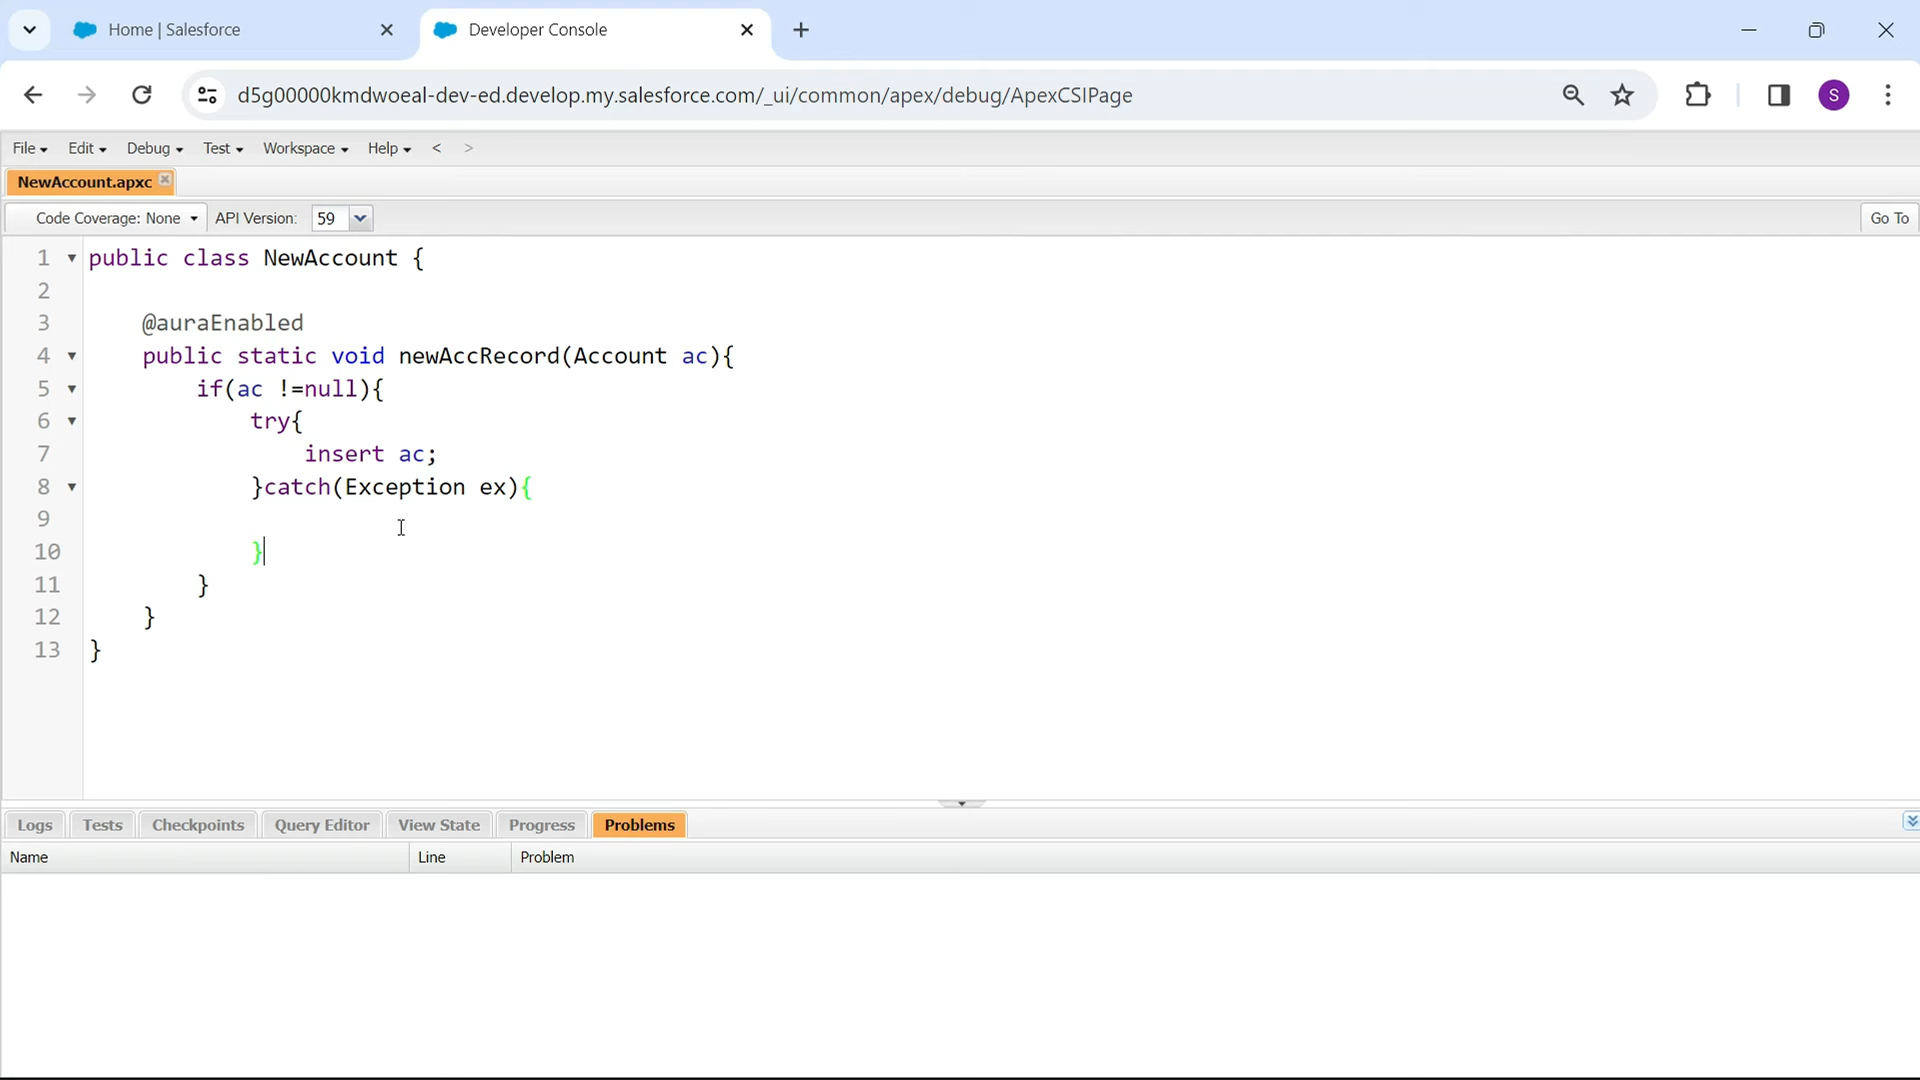 Home | Salesforce
Developer Console
d5g00000kmdwoeal-dev-ed.develop.my.salesforce.com/_ui/common/apex/debug/ApexCSIPage
S
File Edit Debug Test Workspace Help < >
NewAccount.apxc
Code Coverage: None API Version: 59 Go To
1 public class NewAccount {
2
3 @auraEnabled
4 public static void newAccRecord(Account ac){
5 if(ac !=null){
6 try{
7 insert ac;
8 }catch(Exception ex){
9
10 }
11 }
12 }
13 }
Logs Tests Checkpoints Query Editor View State Progress Problems
Name Line Problem